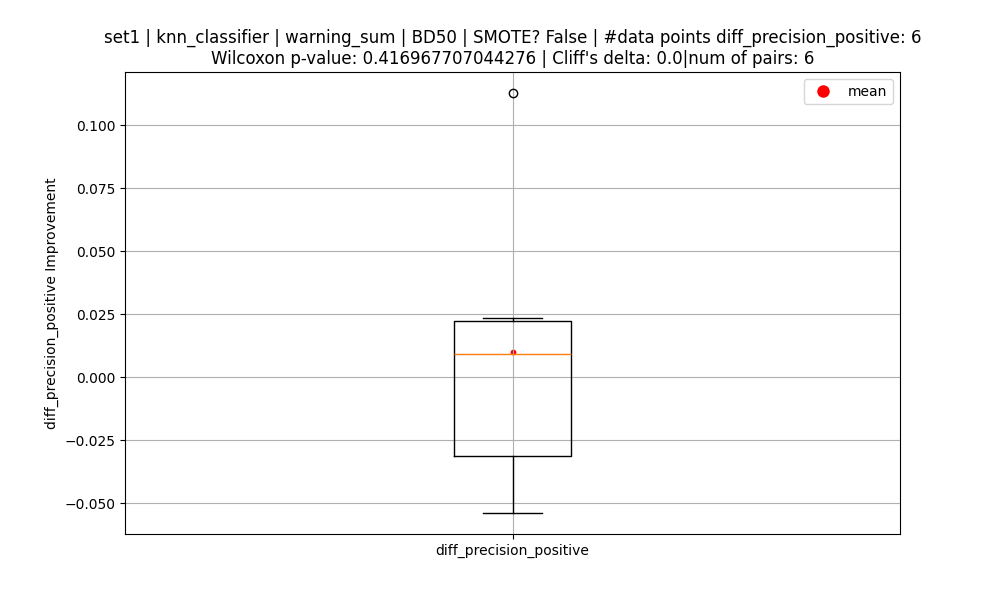 set1 | knn_classifier | warning_sum | BD50 | SMOTE? False | #data points diff_precision_positive: 6
Wilcoxon p-value: 0.416967707044276 | Cliff's delta: 0.0|num of pairs: 6
mean
0.100
0.075
0.050
0.025
0.000
−0.025
−0.050
diff_precision_positive Improvement
diff_precision_positive